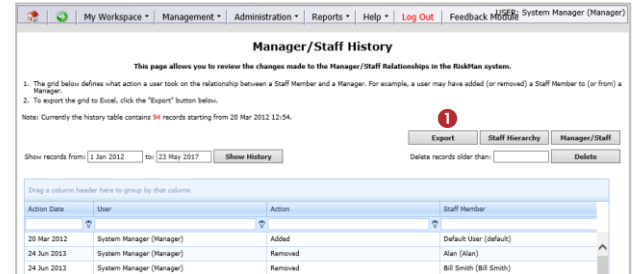 My Workspace Management Administration Reports Help Log Out Feedback Module USER: System Manager (Manager)
Manager/Staff History
This page allows you to review the changes made to the Manager/Staff Relationships in the RiskMan system.
1. The grid below defines what action a user took on the relationship between a Staff Member and a Manager. For example, a user may have added (or removed) a Staff Member to (or from) a
Manager.
2. To export the grid to Excel, click the "Export" button below.
Note: Currently the history table contains 94 records starting from 20 Mar 2012 12:54.
1
Export Staff Hierarchy Manager/Staff
Show records from: 1 Jan 2012 to: 23 May 2017 Show History Delete records older than: Delete
Drag a column header here to group by that column
Action Date User Action Staff Member
20 Mar 2012 System Manager (Manager) Added Default User (default)
24 Jun 2013 System Manager (Manager) Removed Alan (Alan)
24 Jun 2013 System Manager (Manager) Removed Bill Smith (Bill Smith)